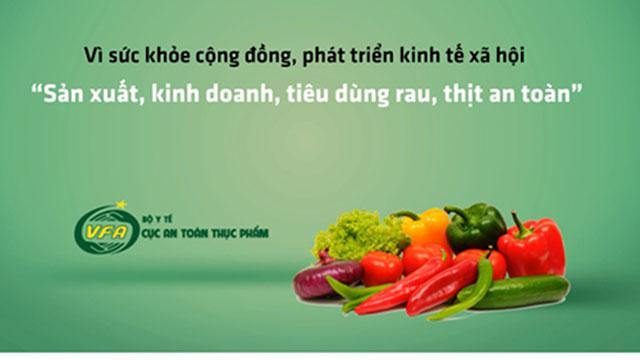 Vì sức khỏe cộng đồng, phát triển kinh tế xã hội
“Sản xuất, kinh doanh, tiêu dùng rau, thịt an toàn”
VFA
BỘ Y TẾ
CỤC AN TOÀN THỰC PHẨM